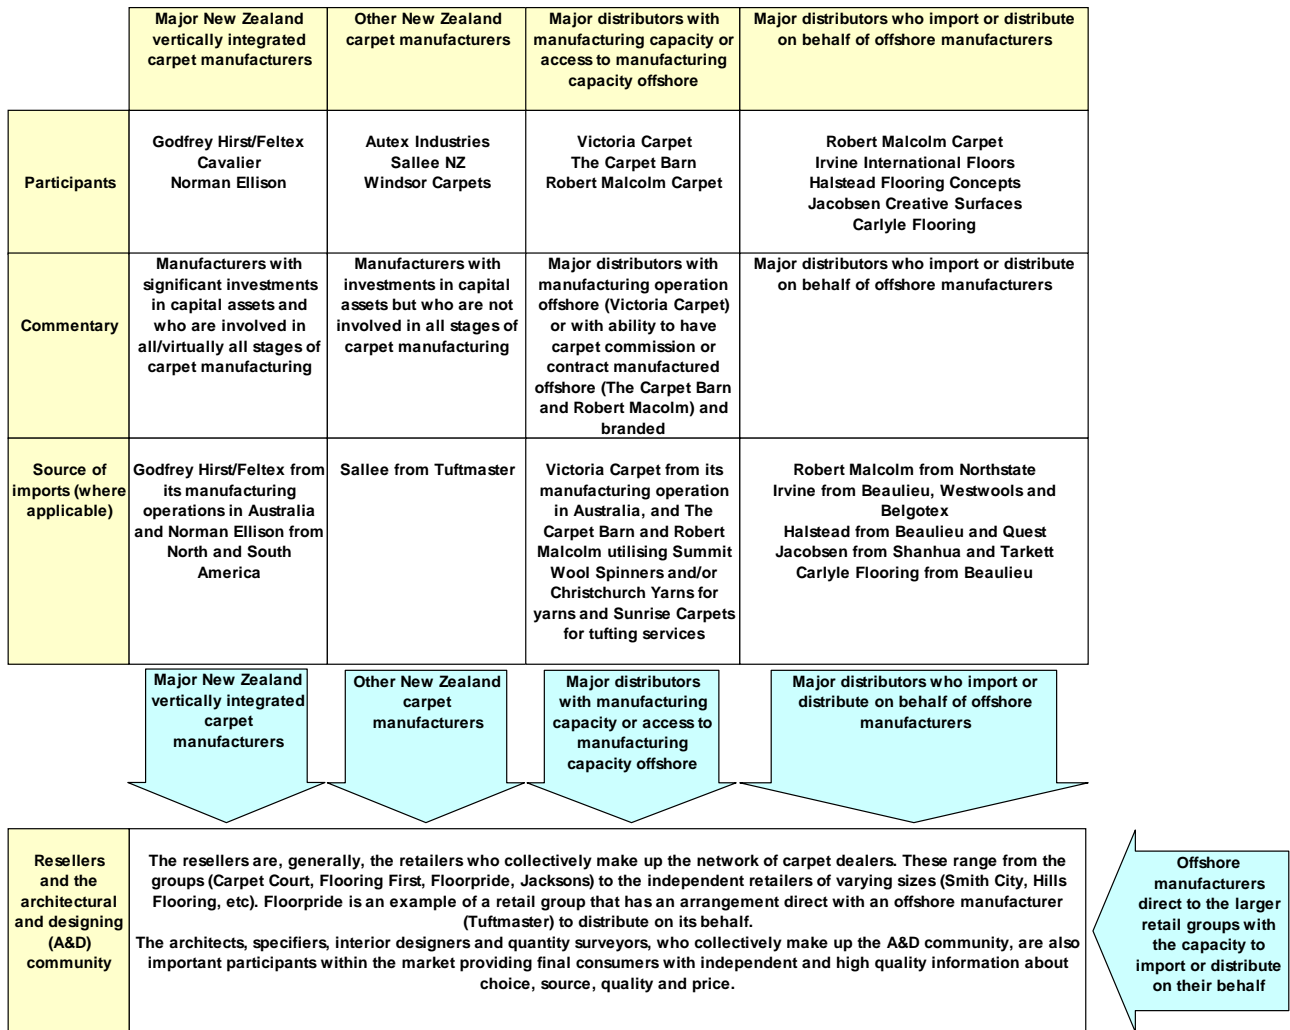 Major New Zealand
vertically integrated
carpet manufacturers
Other New Zealand
carpet manufacturers
Major distributors with
manufacturing capacity or
access to manufacturing
capacity offshore
Major distributors who import or distribute
on behalf of offshore manufacturers
Participants
Godfrey Hirst/Feltex
Cavalier
Norman Ellison
Autex Industries
Sallee NZ
Windsor Carpets
Victoria Carpet
The Carpet Barn
Robert Malcolm Carpet
Robert Malcolm Carpet
Irvine International Floors
Halstead Flooring Concepts
Jacobsen Creative Surfaces
Carlyle Flooring
Commentary
Manufacturers with
significant investments
in capital assets and
who are involved in
all/virtually all stages of
carpet manufacturing
Manufacturers with
investments in capital
assets but who are not
involved in all stages of
carpet manufacturing
Major distributors with
manufacturing operation
offshore (Victoria Carpet)
or with ability to have
carpet commission or
contract manufactured
offshore (The Carpet Barn
and Robert Macolm) and
branded
Major distributors who import or distribute
on behalf of offshore manufacturers
Source of
imports (where
applicable)
Godfrey Hirst/Feltex from
its manufacturing
operations in Australia
and Norman Ellison from
North and South
America
Sallee from Tuftmaster
Victoria Carpet from its
manufacturing operation
in Australia, and The
Carpet Barn and Robert
Malcolm utilising Summit
Wool Spinners and/or
Christchurch Yarns for
yarns and Sunrise Carpets
for tufting services
Robert Malcolm from Northstate
Irvine from Beaulieu, Westwools and
Belgotex
Halstead from Beaulieu and Quest
Jacobsen from Shanhua and Tarkett
Carlyle Flooring from Beaulieu
Major New Zealand
vertically integrated
carpet
manufacturers
Other New Zealand
carpet
manufacturers
Major distributors
with manufacturing
capacity or access to
manufacturing
capacity offshore
Major distributors who import or
distribute on behalf of offshore
manufacturers
Resellers
and the
architectural
and designing
(A&D)
community
The resellers are, generally, the retailers who collectively make up the network of carpet dealers. These range from the
groups (Carpet Court, Flooring First, Floorpride, Jacksons) to the independent retailers of varying sizes (Smith City, Hills
Flooring, etc). Floorpride is an example of a retail group that has an arrangement direct with an offshore manufacturer
(Tuftmaster) to distribute on its behalf.
The architects, specifiers, interior designers and quantity surveyors, who collectively make up the A&D community, are also
important participants within the market providing final consumers with independent and high quality information about
choice, source, quality and price.
Offshore
manufacturers
direct to the larger
retail groups with
the capacity to
import or distribute
on their behalf